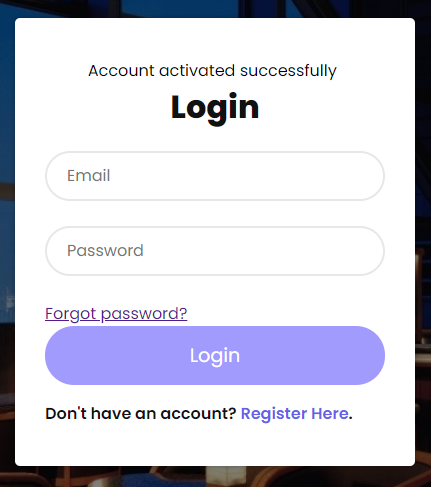 Account activated successfully
Login
Email
Password
Forgot password?
Login
Don't have an account? Register Here.